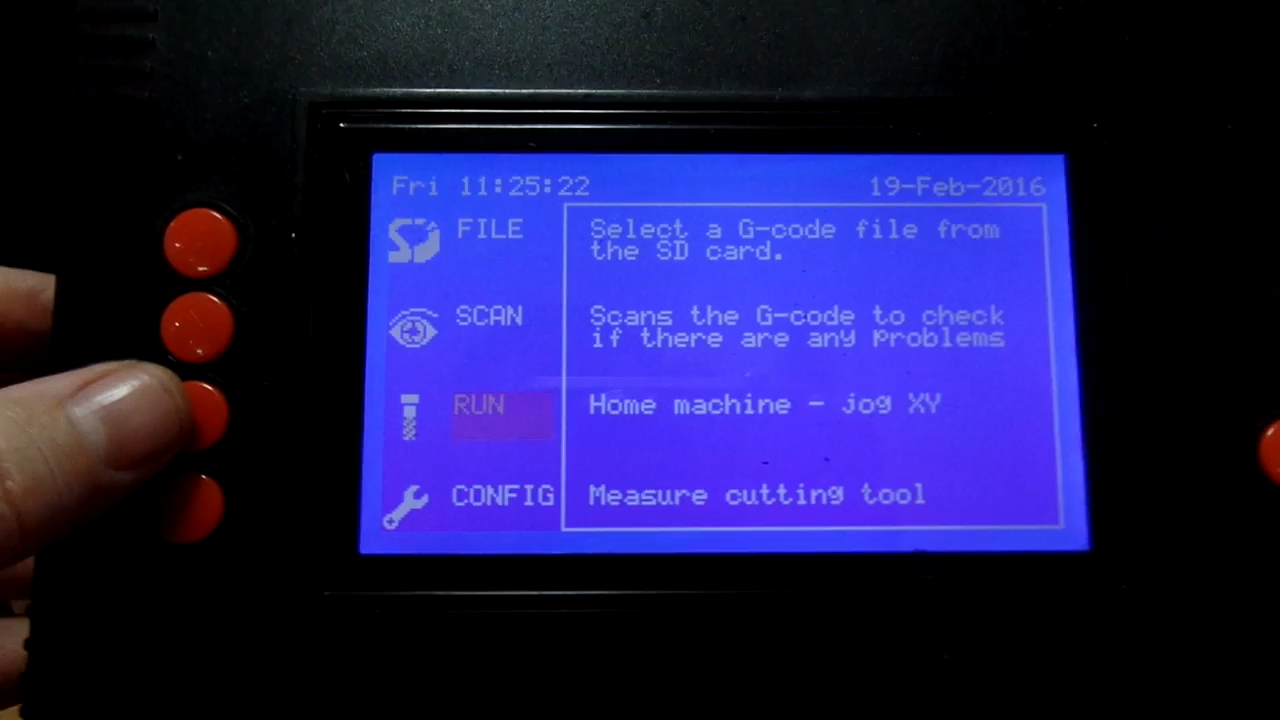 Fri 11:25:22 19-Feb-2016
FILE
Select a G-code file from
the SD card.
SCAN
Scans the G-code to check
if there are any problems
RUN
Home machine - jog XY
CONFIG
Measure cutting tool